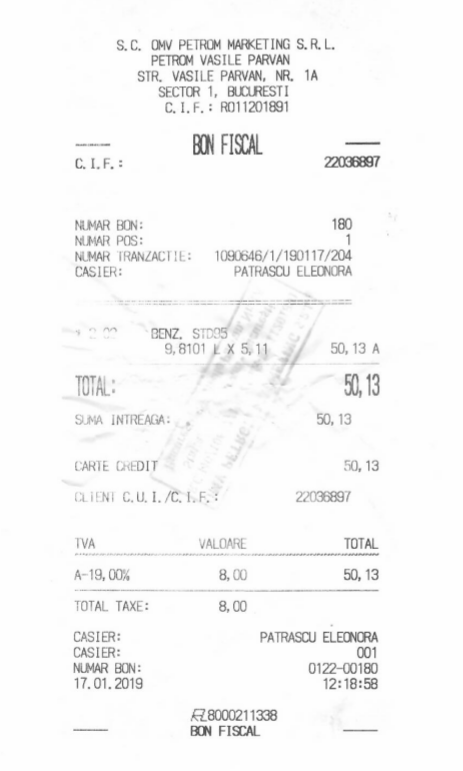 S.C. OMV PETROM MARKETING S.R.L.
PETROM VASILE PARVAN
STR. VASILE PARVAN, NR. 1A
SECTOR 1, BUCURESTI
C.I.F.: RO11201891
BON FISCAL
C.I.F.: 22036897
NUMAR BON: 180
NUMAR POS: 1
NUMAR TRANZACTIE: 1090646/1/190117/204
CASIER: PATRASCU ELEONORA
BENZ. STD95
9,8101 L X 5,11 50,13 A
TOTAL: 50,13
SUMA INTREAGA: 50,13
CARTE CREDIT 50,13
CLIENT C.U.I./C.I.F.: 22036897
TVA VALOARE TOTAL
A-19,00% 8,00 50,13
TOTAL TAXE: 8,00
CASIER: PATRASCU ELEONORA
CASIER: 001
NUMAR BON: 0122-00180
17.01.2019 12:18:58
8000211338
BON FISCAL